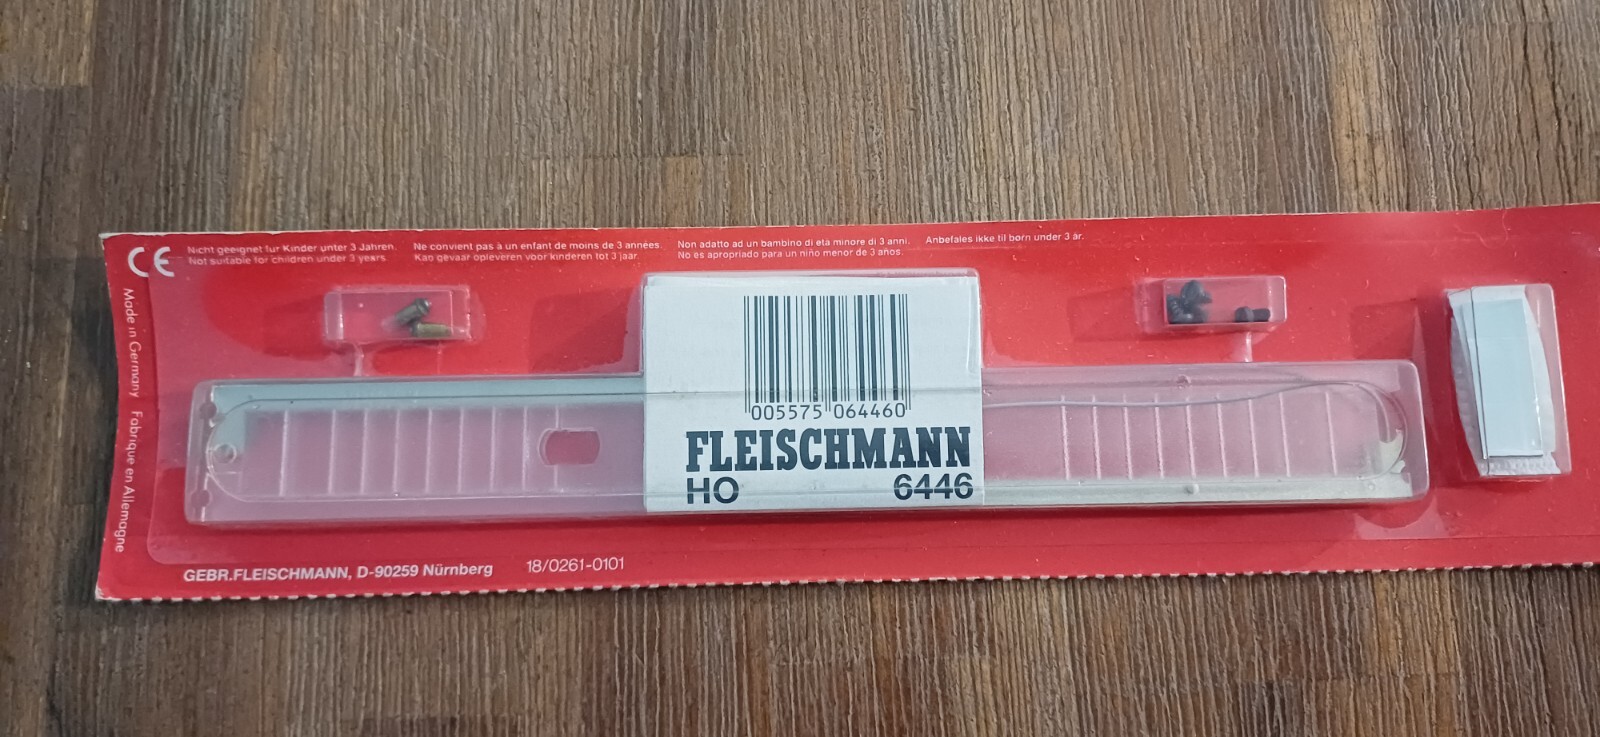 CE
Nicht geeignet für Kinder unter 3 Jahren.
Not suitable for children under 3 years.
Ne convient pas à un enfant de moins de 3 années.
Kan gevaar opleveren voor kinderen tot 3 jaar.
Non adatto ad un bambino di età minore di 3 anni.
No es apropriado para un niño menor de 3 años.
Anbefales ikke til børn under 3 år.
Made in Germany Fabriqué en Allemagne
005575 064460
FLEISCHMANN
HO 6446
GEBR.FLEISCHMANN, D-90259 Nürnberg 18/0261-0101